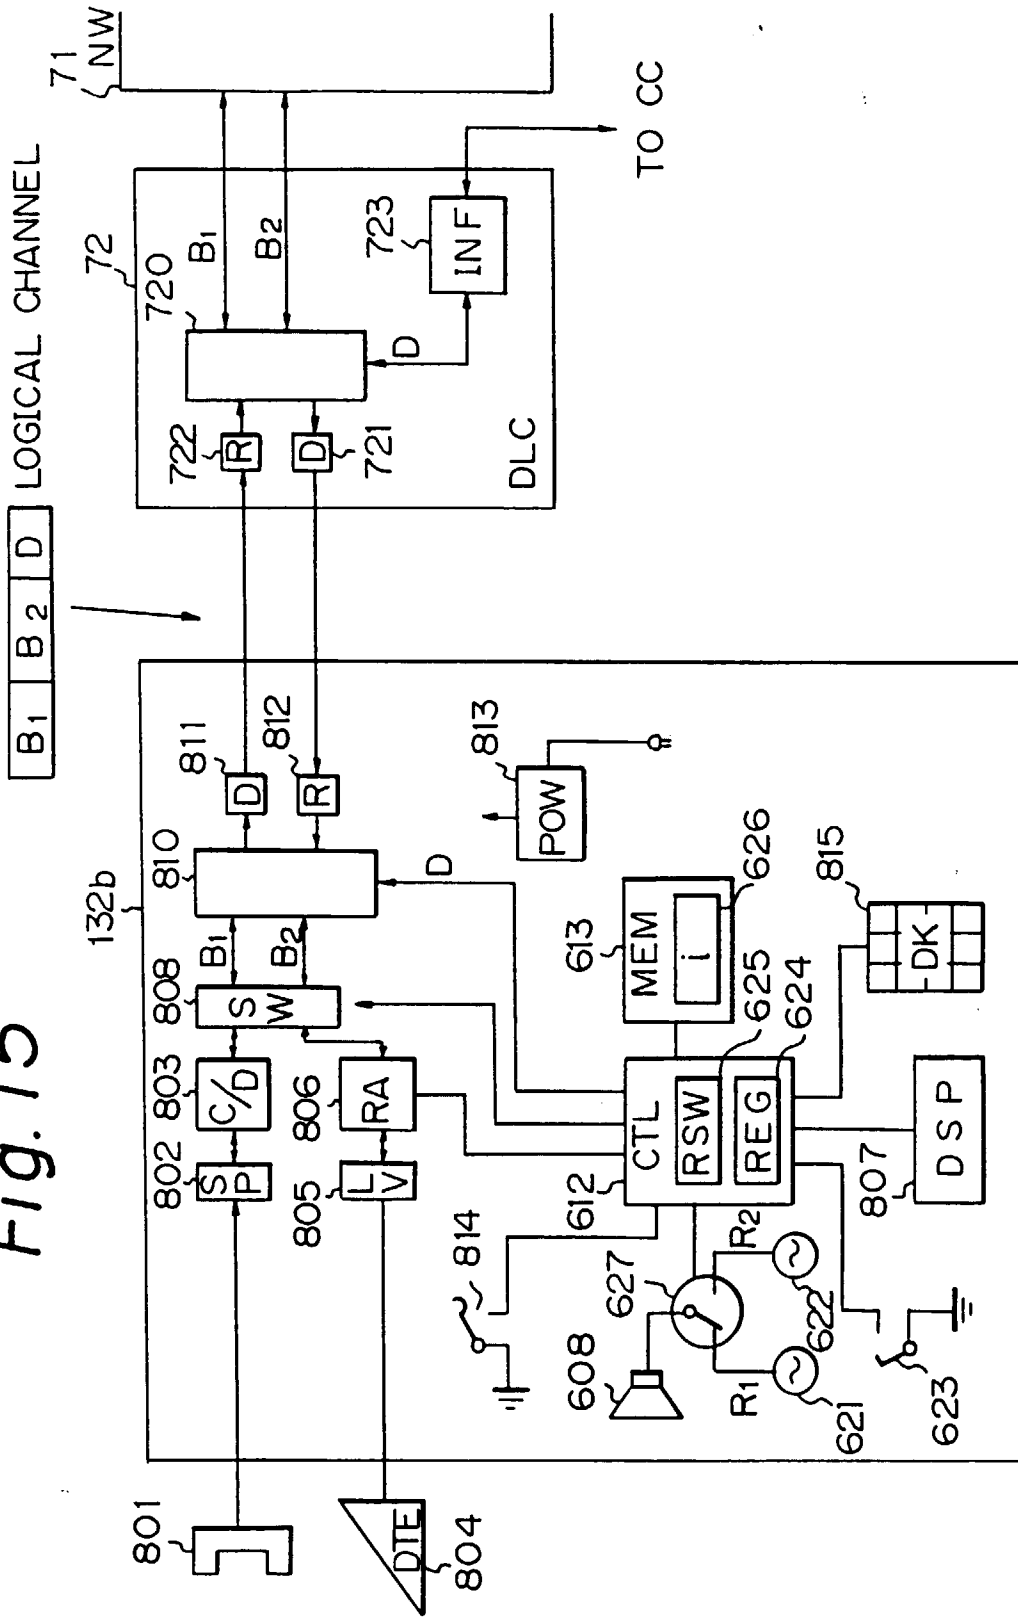 Fig. 15
B1 B2 D LOGICAL CHANNEL
132b
801
802
SP
803
C/D
808
SW
B1
B2
810
811
D
812
R
D
804
DTE
805
LV
806
RA
813
POW
814
612
CTL
RSW
625
REG
624
613
MEM
i
626
815
DK
807
DSP
608
627
R1
R2
621
622
623
72
720
722
R
D
721
B1
B2
D
723
INF
DLC
71
NW
TO CC